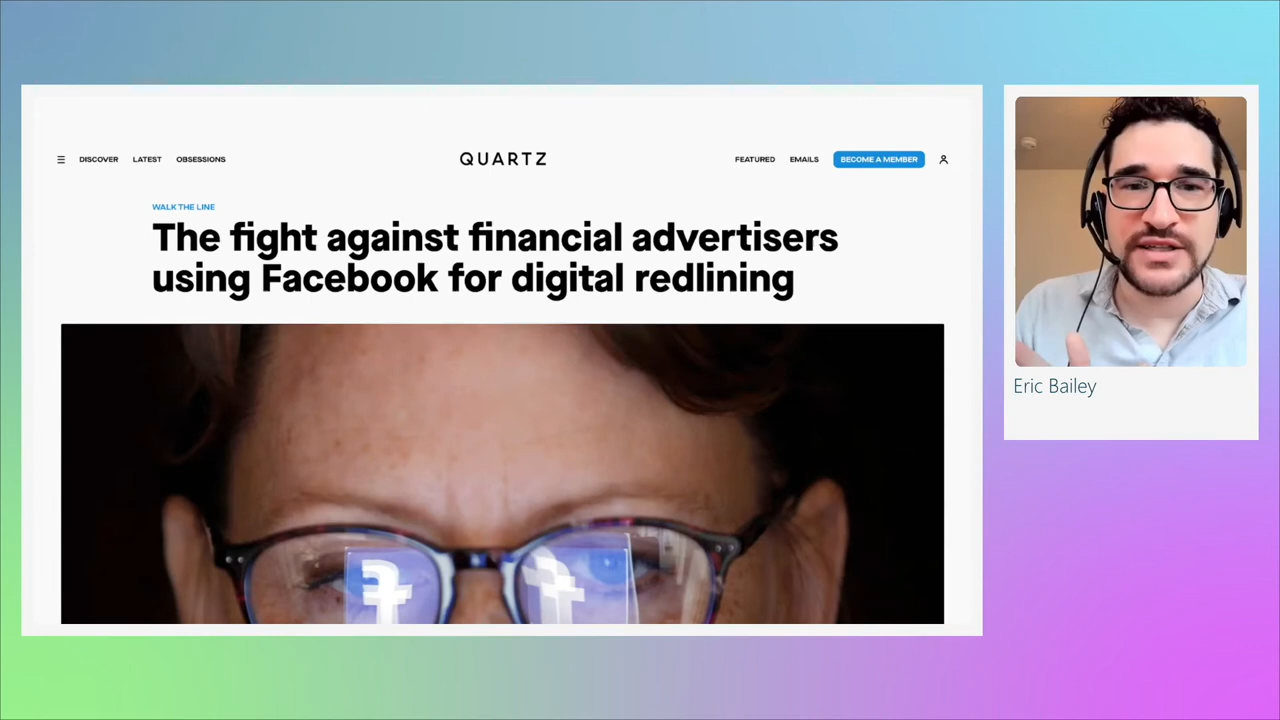 DISCOVER LATEST OBSESSIONS QUARTZ FEATURED EMAILS BECOME A MEMBER
WALK THE LINE
The fight against financial advertisers
using Facebook for digital redlining
Eric Bailey